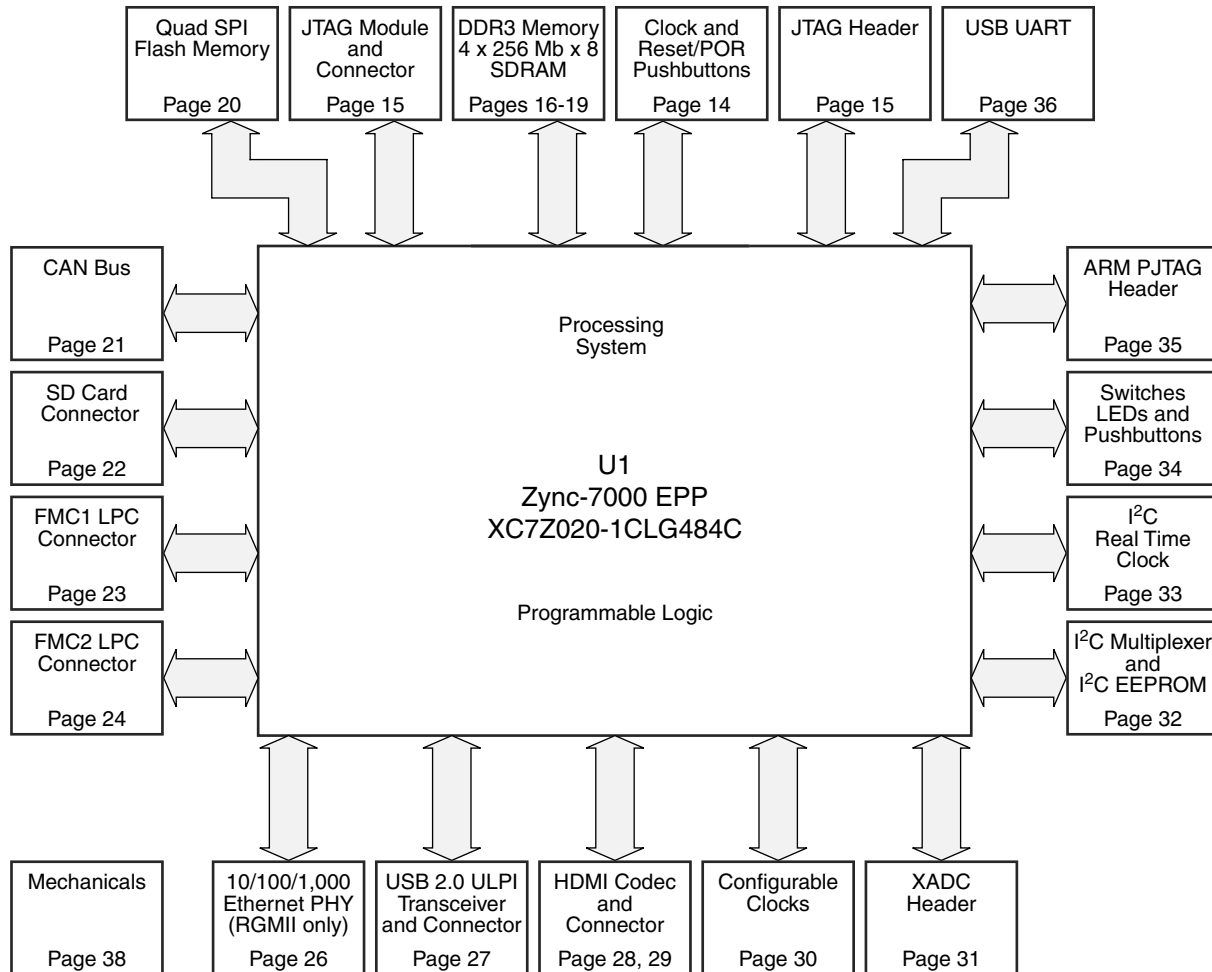 Quad SPI
Flash Memory
Page 20
JTAG Module
and
Connector
Page 15
DDR3 Memory
4 x 256 Mb x 8
SDRAM
Pages 16-19
Clock and
Reset/POR
Pushbuttons
Page 14
JTAG Header
Page 15
USB UART
Page 36
CAN Bus
Page 21
SD Card
Connector
Page 22
FMC1 LPC
Connector
Page 23
FMC2 LPC
Connector
Page 24
Processing
System
U1
Zync-7000 EPP
XC7Z020-1CLG484C
Programmable Logic
ARM PJTAG
Header
Page 35
Switches
LEDs and
Pushbuttons
Page 34
I²C
Real Time
Clock
Page 33
I²C Multiplexer
and
I²C EEPROM
Page 32
Mechanicals
Page 38
10/100/1,000
Ethernet PHY
(RGMII only)
Page 26
USB 2.0 ULPI
Transceiver
and Connector
Page 27
HDMI Codec
and
Connector
Page 28, 29
Configurable
Clocks
Page 30
XADC
Header
Page 31